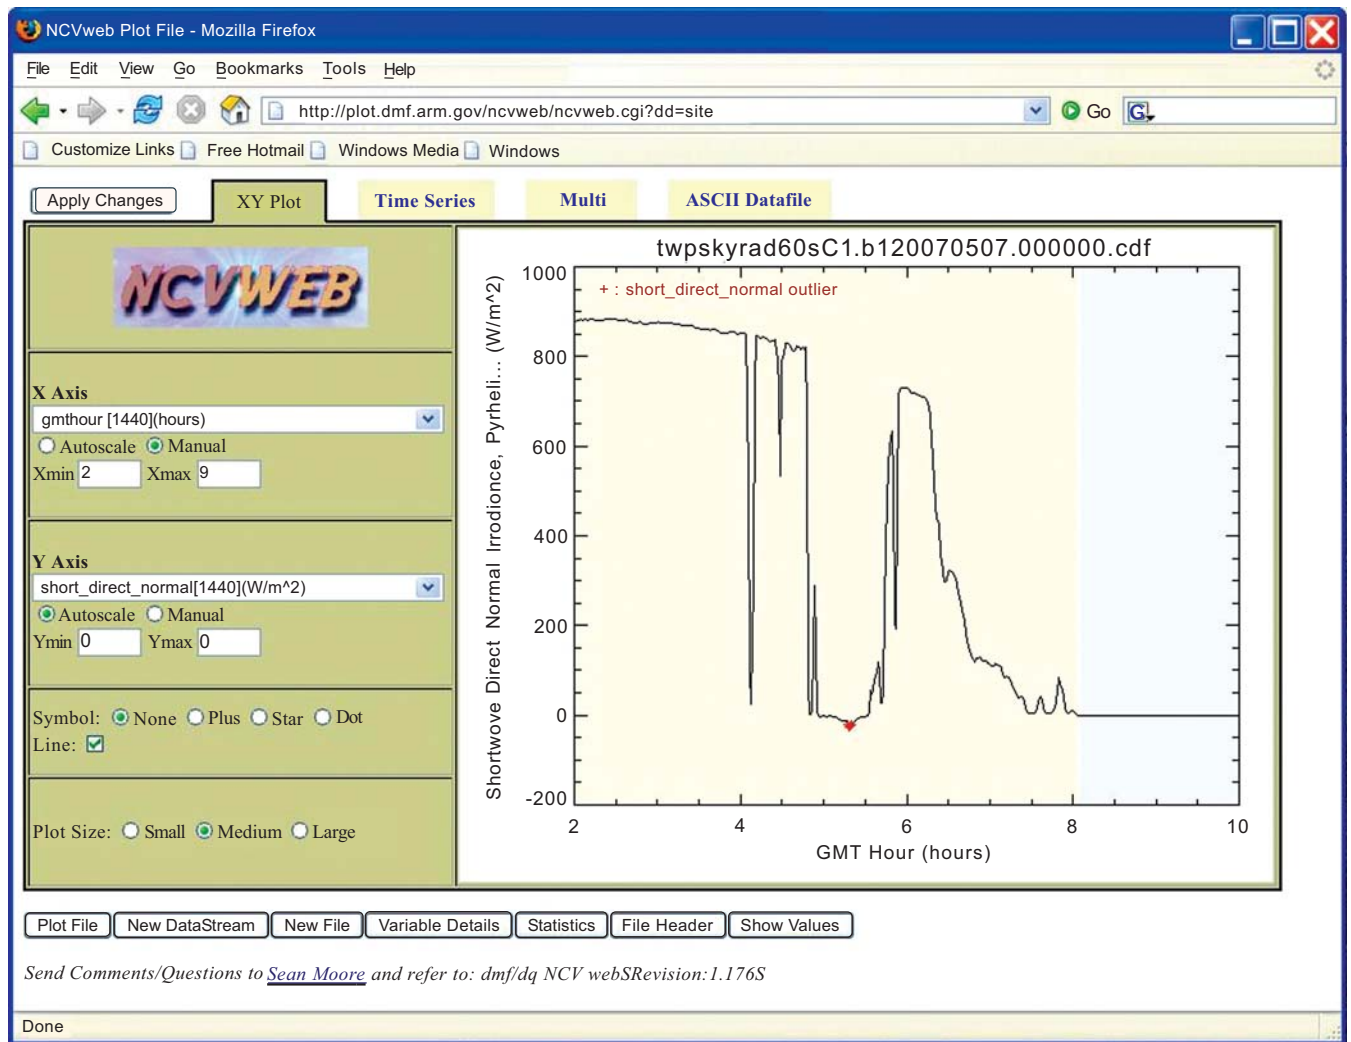 NCVweb Plot File - Mozilla Firefox
File Edit View Go Bookmarks Tools Help
http://plot.dmf.arm.gov/ncvweb/ncvweb.cgi?dd=site
Go
G
Customize Links Free Hotmail Windows Media Windows
Apply Changes XY Plot Time Series Multi ASCII Datafile
NCVWEB
X Axis
gmthour [1440](hours)
Autoscale Manual
Xmin 2 Xmax 9
Y Axis
short_direct_normal[1440](W/m^2)
Autoscale Manual
Ymin 0 Ymax 0
Symbol: None Plus Star Dot
Line:
Plot Size: Small Medium Large
twpskyrad60sC1.b120070507.000000.cdf
+ : short_direct_normal outlier
Shortwove Direct Normal Irrodionce, Pyrheli... (W/m^2)
1000
800
600
400
200
0
-200
2 4 6 8 10
GMT Hour (hours)
Plot File New DataStream New File Variable Details Statistics File Header Show Values
Send Comments/Questions to Sean Moore and refer to: dmf/dq NCV webSRevision:1.176S
Done